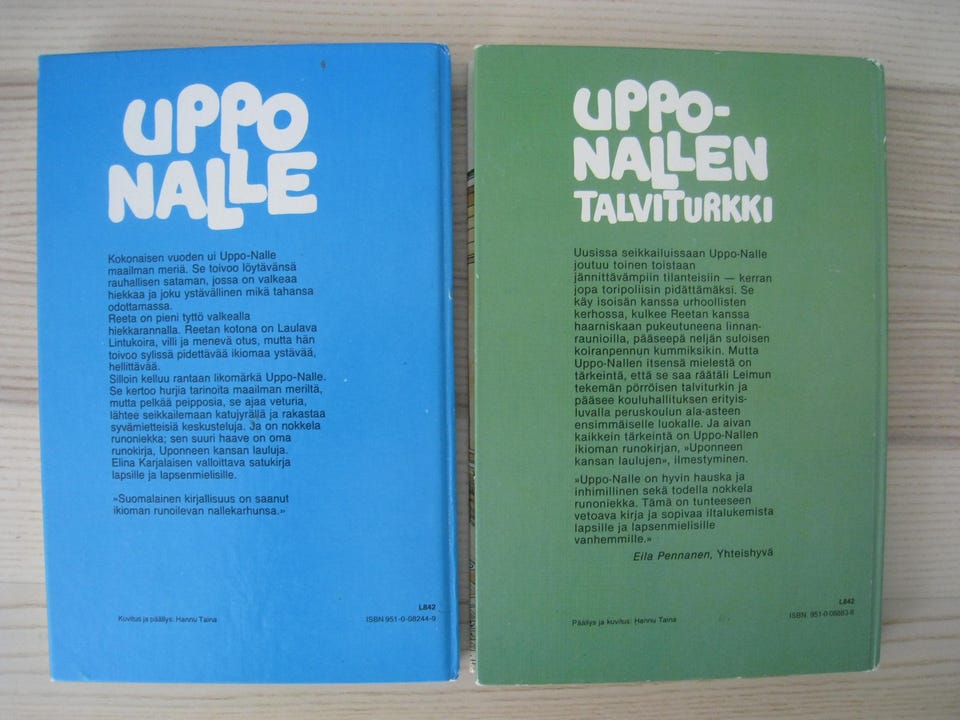 UPPO
NALLE
Kokonaisen vuoden ui Uppo-Nalle
maailman meriä. Se toivoo löytävänsä
rauhallisen sataman, jossa on valkeaa
hiekkaa ja joku ystävällinen mikä tahansa
odottamassa.
Reeta on pieni tyttö valkealla
hiekkarannalla. Reetan kotona on Laulava
Lintukoira, villi ja menevä otus, mutta hän
toivoo sylissä pidettävää ikiomaa ystävää,
hellittävää.
Silloin kelluu rantaan likomärkä Uppo-Nalle.
Se kertoo hurjia tarinoita maailman meriltä,
mutta pelkää peipposia, se ajaa veturia,
lähtee seikkailemaan katujyrällä ja rakastaa
syvämietteisiä keskusteluja. Ja on nokkela
runoniekka; sen suuri haave on oma
runokirja, Uponneen kansan lauluja.
Elina Karjalaisen valloittava satukirja
lapsille ja lapsenmielisille.
»Suomalainen kirjallisuus on saanut
ikioman runoilevan nallekarhunsa.»
L842
Kuvitus ja päällys: Hannu Taina
ISBN 951-0-08244-9
UPPO-
NALLEN
TALVITURKKI
Uusissa seikkailuissaan Uppo-Nalle
joutuu toinen toistaan
jännittävämpiin tilanteisiin — kerran
jopa toripoliisin pidättämäksi. Se
käy isoisän kanssa urhoollisten
kerhossa, kulkee Reetan kanssa
haarniskaan pukeutuneena linnan-
raunioilla, pääseepä neljän suloisen
koiranpennun kummiksikin. Mutta
Uppo-Nallen itsensä mielestä on
tärkeintä, että se saa räätäli Leimun
tekemän pörröisen talviturkin ja
pääsee kouluhallituksen erityis-
luvalla peruskoulun ala-asteen
ensimmäiselle luokalle. Ja aivan
kaikkein tärkeintä on Uppo-Nallen
ikioman runokirjan, »Uponneen
kansan laulujen», ilmestyminen.
»Uppo-Nalle on hyvin hauska ja
inhimillinen sekä todella nokkela
runoniekka. Tämä on tunteeseen
vetoava kirja ja sopivaa iltalukemista
lapsille ja lapsenmielisille
vanhemmille.»
Eila Pennanen, Yhteishyvä
L842
Päällys ja kuvitus: Hannu Taina
ISBN. 951-0-08883-8